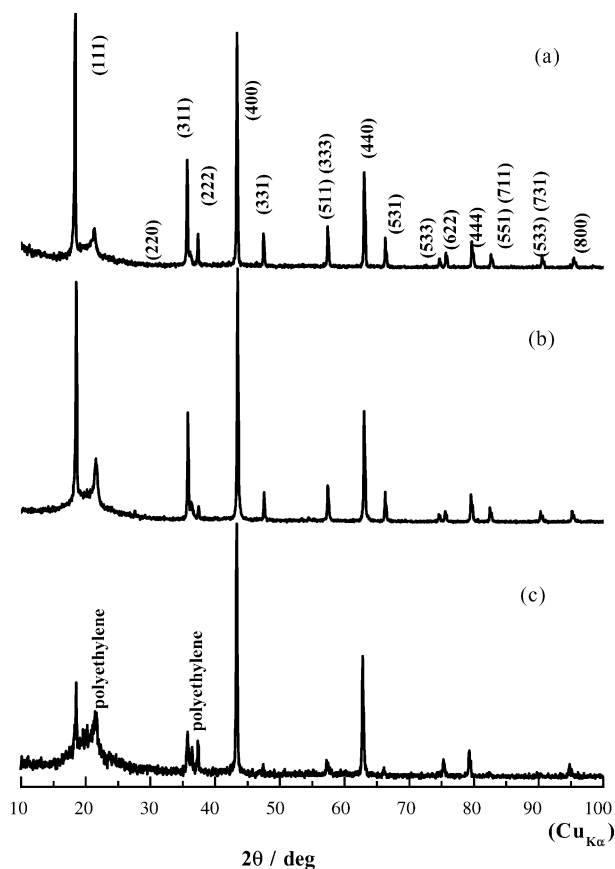 (a)
(111)
(220)
(311)
(222)
(400)
(331)
(511) (333)
(440)
(531)
(533)
(622)
(444)
(551) (711)
(533) (731)
(800)
(b)
(c)
polyethylene
polyethylene
10 20 30 40 50 60 70 80 90 100
(CuKα)
2θ / deg